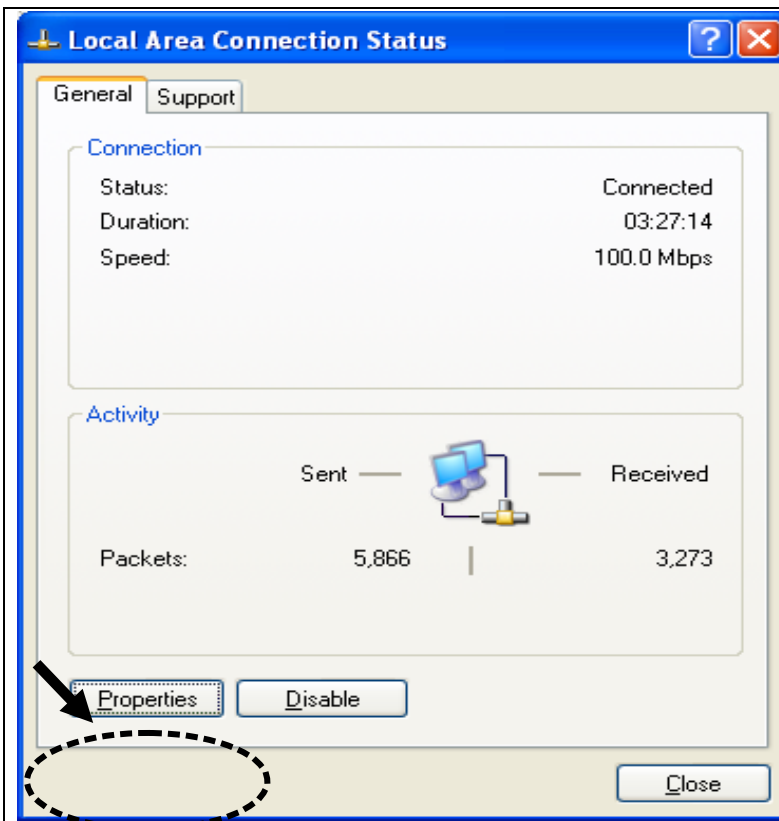 Local Area Connection Status
General Support
Connection
Status: Connected
Duration: 03:27:14
Speed: 100.0 Mbps
Activity
Sent Received
Packets: 5,866 3,273
Properties Disable
Close